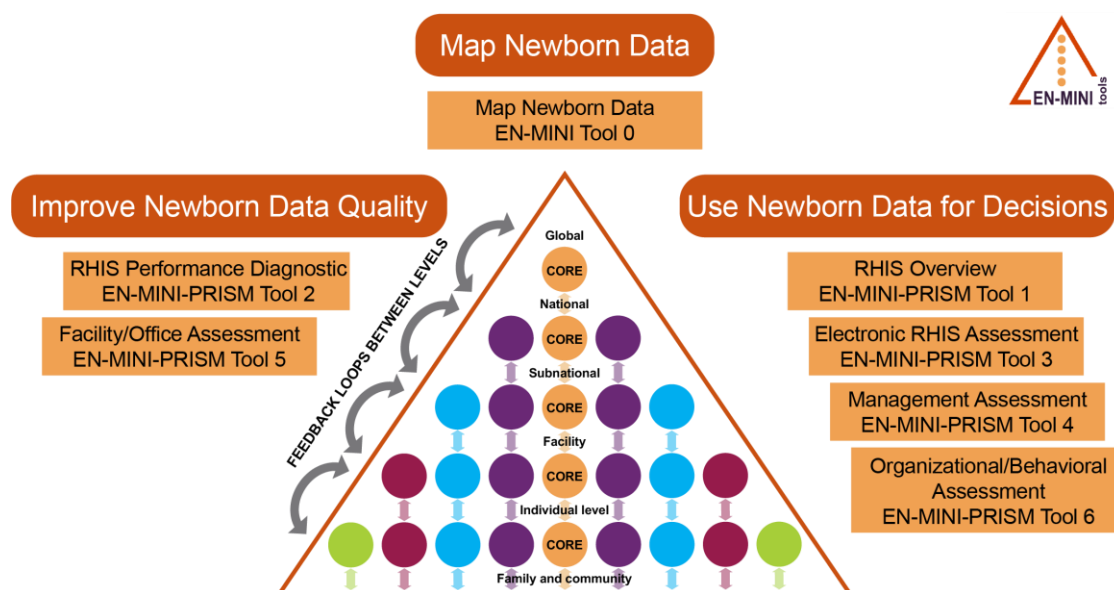 Map Newborn Data
Map Newborn Data
EN-MINI Tool 0
EN-MINI
tools
Improve Newborn Data Quality
RHIS Performance Diagnostic
EN-MINI-PRISM Tool 2
Facility/Office Assessment
EN-MINI-PRISM Tool 5
FEEDBACK LOOPS BETWEEN LEVELS
Global
CORE
National
CORE
Subnational
CORE
Facility
CORE
Individual level
CORE
Family and community
Use Newborn Data for Decisions
RHIS Overview
EN-MINI-PRISM Tool 1
Electronic RHIS Assessment
EN-MINI-PRISM Tool 3
Management Assessment
EN-MINI-PRISM Tool 4
Organizational/Behavioral
Assessment
EN-MINI-PRISM Tool 6